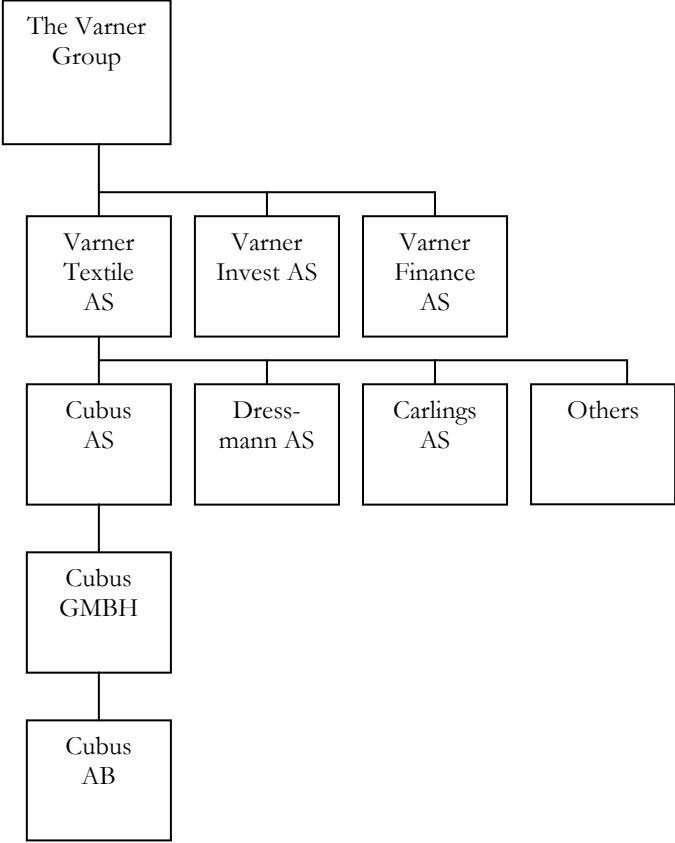 The Varner
Group
Varner
Textile
AS
Varner
Invest AS
Varner
Finance
AS
Cubus
AS
Dress-
mann AS
Carlings
AS
Others
Cubus
GMBH
Cubus
AB